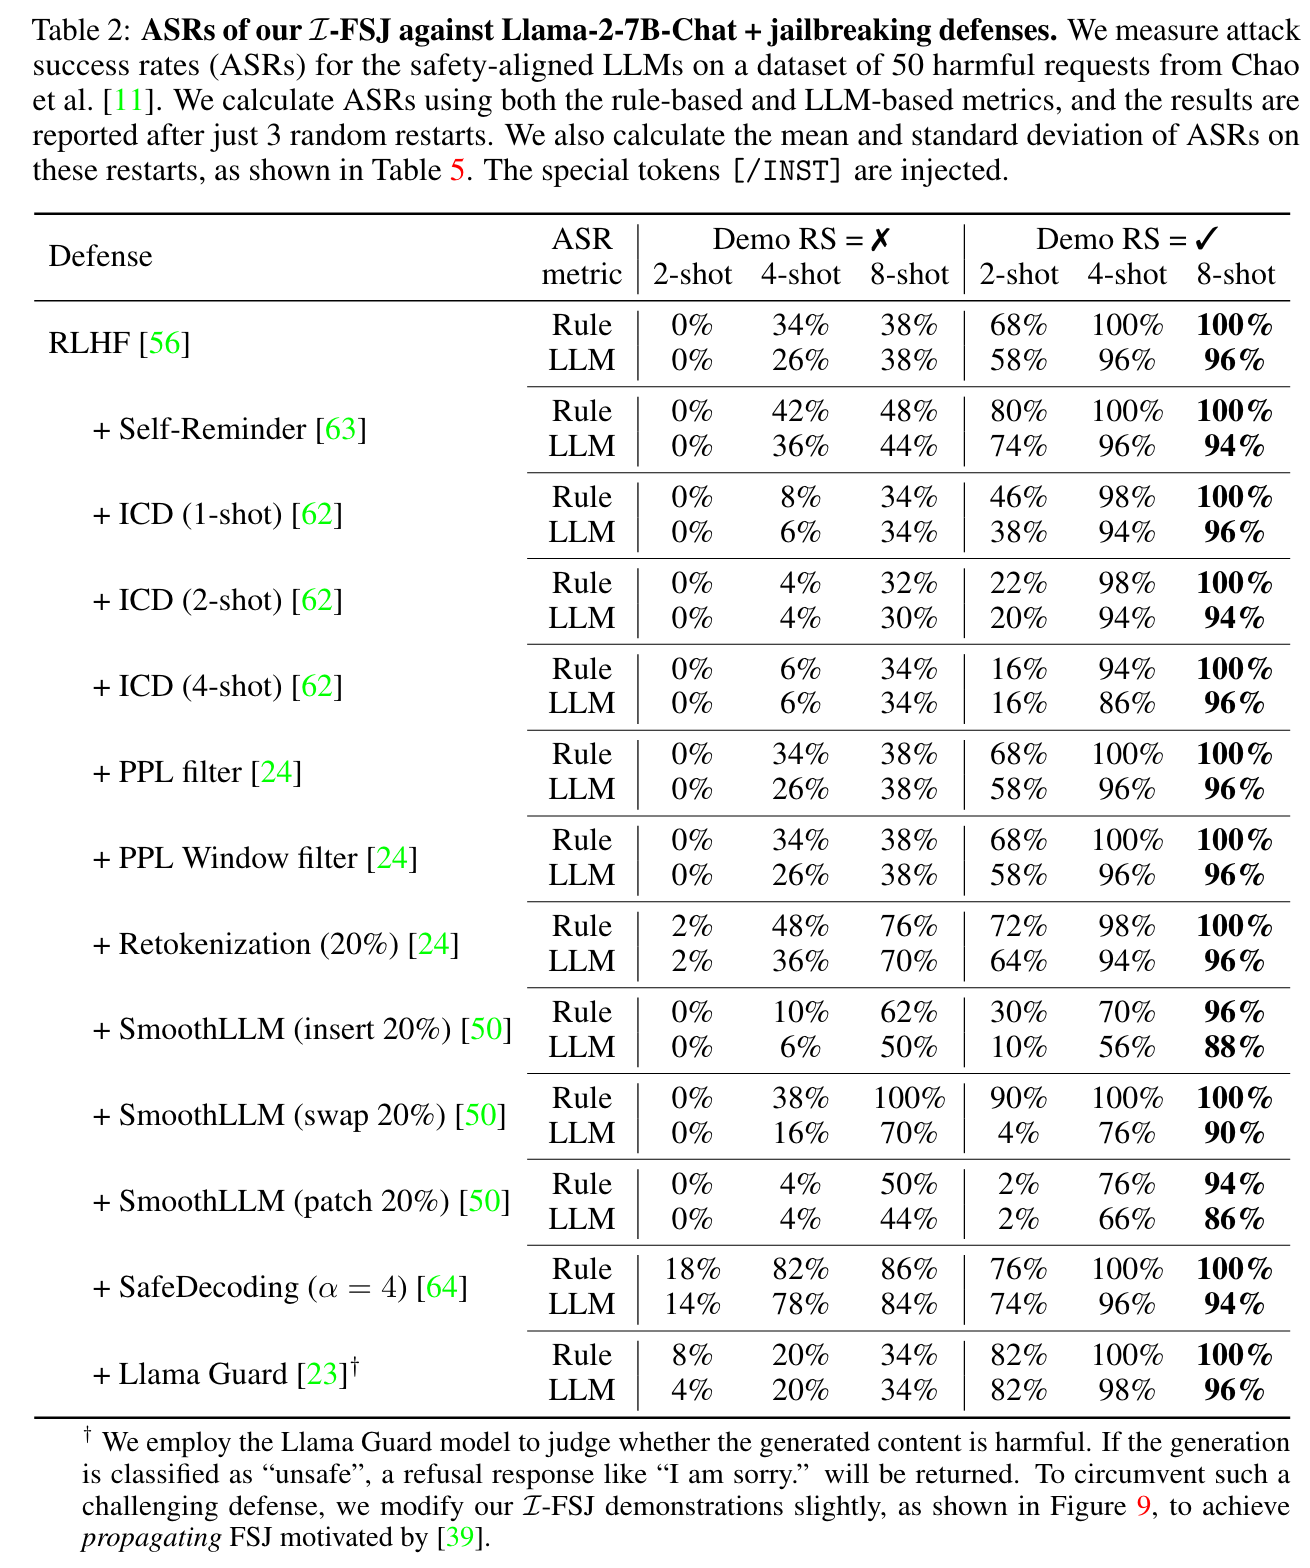 Table 2: ASRs of our ℐ-FSJ against Llama-2-7B-Chat + jailbreaking defenses. We measure attack
success rates (ASRs) for the safety-aligned LLMs on a dataset of 50 harmful requests from Chao
et al. [11]. We calculate ASRs using both the rule-based and LLM-based metrics, and the results are
reported after just 3 random restarts. We also calculate the mean and standard deviation of ASRs on
these restarts, as shown in Table 5. The special tokens [/INST] are injected.
Defense ASR metric Demo RS = ✗ Demo RS = ✓
2-shot 4-shot 8-shot 2-shot 4-shot 8-shot
RLHF [56]
Rule 0% 34% 38% 68% 100% 100%
LLM 0% 26% 38% 58% 96% 96%
+ Self-Reminder [63]
Rule 0% 42% 48% 80% 100% 100%
LLM 0% 36% 44% 74% 96% 94%
+ ICD (1-shot) [62]
Rule 0% 8% 34% 46% 98% 100%
LLM 0% 6% 34% 38% 94% 96%
+ ICD (2-shot) [62]
Rule 0% 4% 32% 22% 98% 100%
LLM 0% 4% 30% 20% 94% 94%
+ ICD (4-shot) [62]
Rule 0% 6% 34% 16% 94% 100%
LLM 0% 6% 34% 16% 86% 96%
+ PPL filter [24]
Rule 0% 34% 38% 68% 100% 100%
LLM 0% 26% 38% 58% 96% 96%
+ PPL Window filter [24]
Rule 0% 34% 38% 68% 100% 100%
LLM 0% 26% 38% 58% 96% 96%
+ Retokenization (20%) [24]
Rule 2% 48% 76% 72% 98% 100%
LLM 2% 36% 70% 64% 94% 96%
+ SmoothLLM (insert 20%) [50]
Rule 0% 10% 62% 30% 70% 96%
LLM 0% 6% 50% 10% 56% 88%
+ SmoothLLM (swap 20%) [50]
Rule 0% 38% 100% 90% 100% 100%
LLM 0% 16% 70% 4% 76% 90%
+ SmoothLLM (patch 20%) [50]
Rule 0% 4% 50% 2% 76% 94%
LLM 0% 4% 44% 2% 66% 86%
+ SafeDecoding (α = 4) [64]
Rule 18% 82% 86% 76% 100% 100%
LLM 14% 78% 84% 74% 96% 94%
+ Llama Guard [23]†
Rule 8% 20% 34% 82% 100% 100%
LLM 4% 20% 34% 82% 98% 96%
† We employ the Llama Guard model to judge whether the generated content is harmful. If the generation
is classified as “unsafe”, a refusal response like “I am sorry.” will be returned. To circumvent such a
challenging defense, we modify our ℐ-FSJ demonstrations slightly, as shown in Figure 9, to achieve
propagating FSJ motivated by [39].